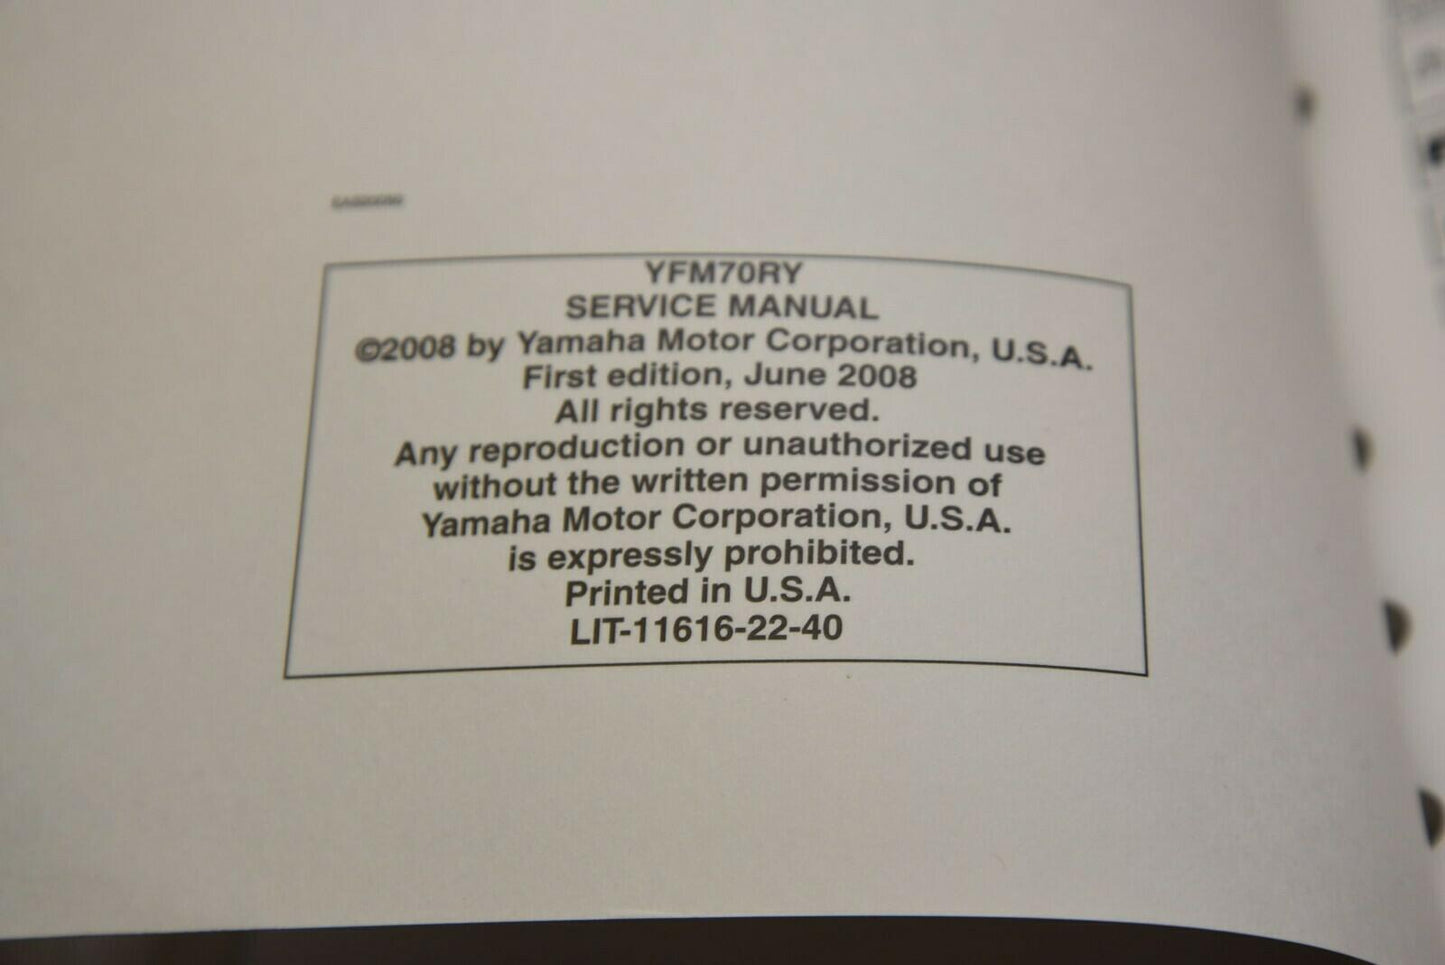 YFM70RY
SERVICE MANUAL
©2008 by Yamaha Motor Corporation, U.S.A.
First edition, June 2008
All rights reserved.
Any reproduction or unauthorized use
without the written permission of
Yamaha Motor Corporation, U.S.A.
is expressly prohibited.
Printed in U.S.A.
LIT-11616-22-40